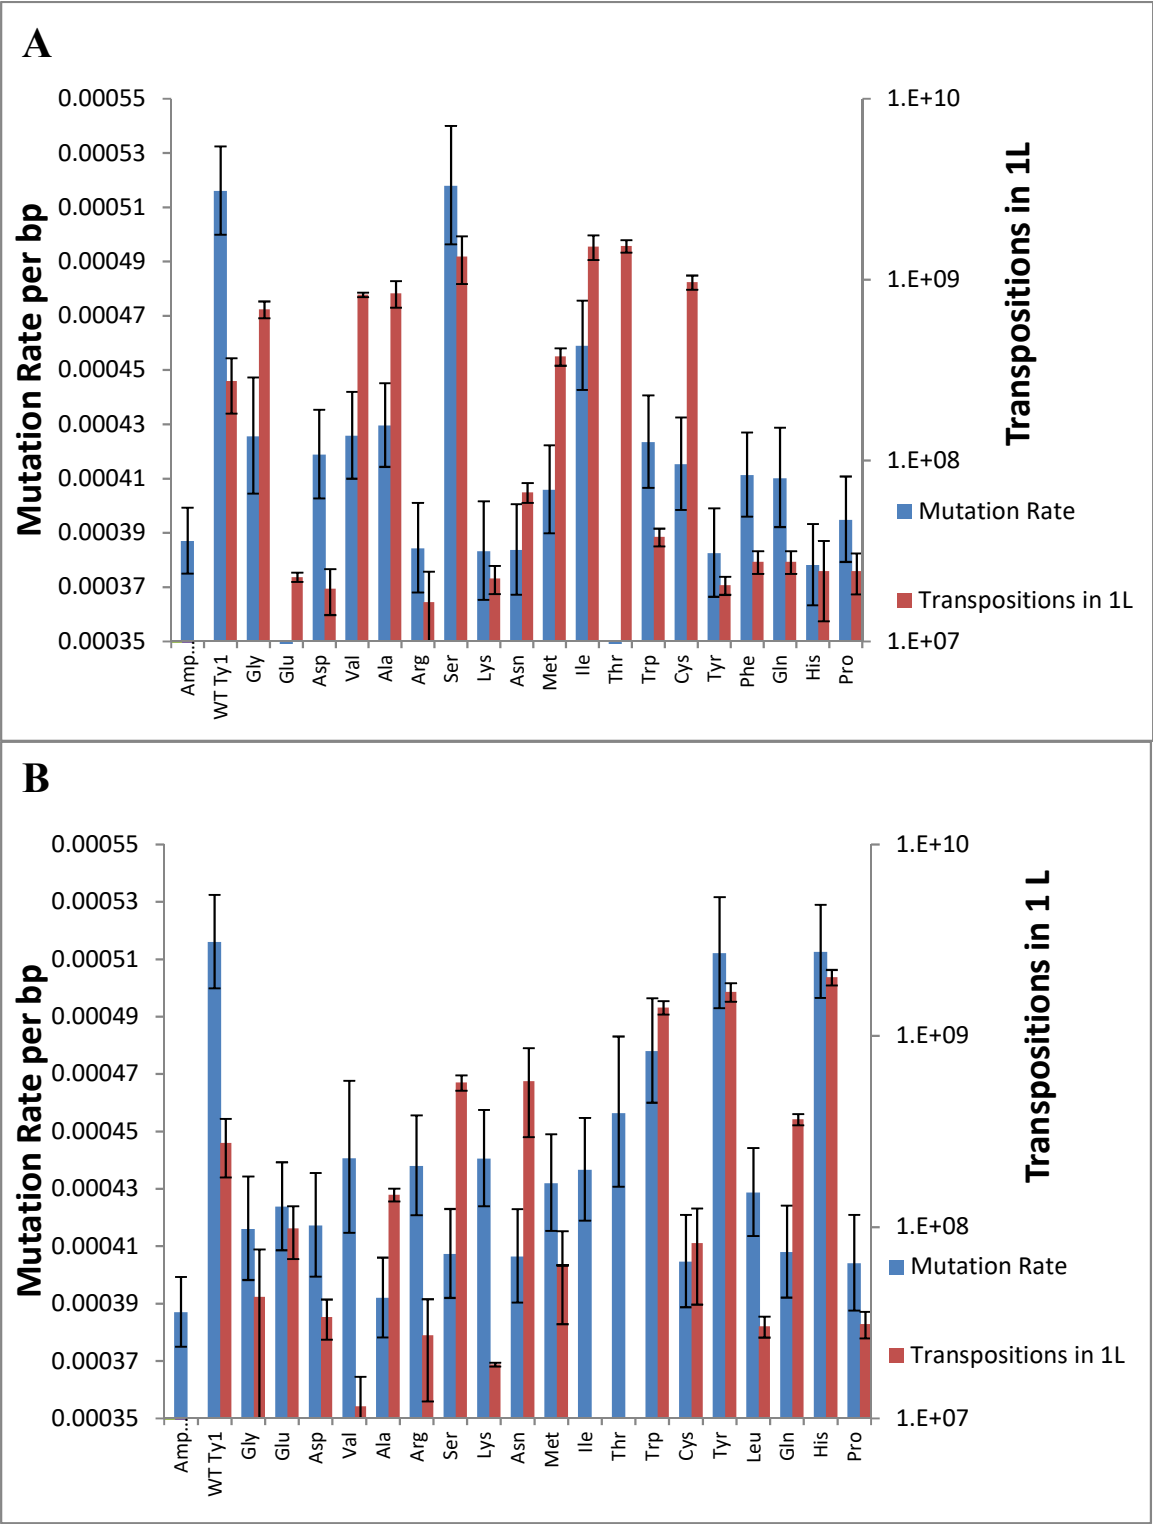 A
Mutation Rate per bp
0.00055
0.00053
0.00051
0.00049
0.00047
0.00045
0.00043
0.00041
0.00039
0.00037
0.00035
1.E+10
1.E+09
1.E+08
1.E+07
Transpositions in 1L
Mutation Rate
Transpositions in 1L
Amp...
WT Ty1
Gly
Glu
Asp
Val
Ala
Arg
Ser
Lys
Asn
Met
Ile
Thr
Trp
Cys
Tyr
Phe
Gln
His
Pro
B
Mutation Rate per bp
0.00055
0.00053
0.00051
0.00049
0.00047
0.00045
0.00043
0.00041
0.00039
0.00037
0.00035
1.E+10
1.E+09
1.E+08
1.E+07
Transpositions in 1 L
Mutation Rate
Transpositions in 1L
Amp...
WT Ty1
Gly
Glu
Asp
Val
Ala
Arg
Ser
Lys
Asn
Met
Ile
Thr
Trp
Cys
Tyr
Leu
Gln
His
Pro